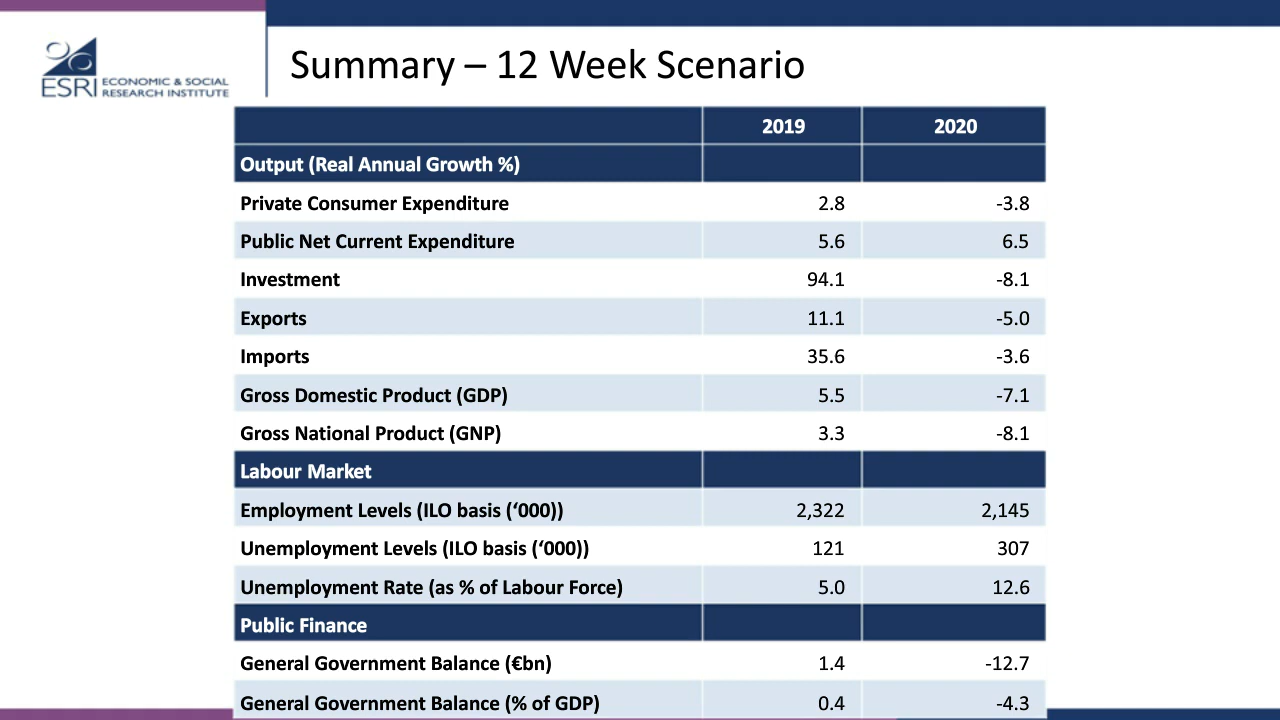 ESRI ECONOMIC & SOCIAL RESEARCH INSTITUTE
Summary – 12 Week Scenario
2019 2020
Output (Real Annual Growth %)
Private Consumer Expenditure 2.8 -3.8
Public Net Current Expenditure 5.6 6.5
Investment 94.1 -8.1
Exports 11.1 -5.0
Imports 35.6 -3.6
Gross Domestic Product (GDP) 5.5 -7.1
Gross National Product (GNP) 3.3 -8.1
Labour Market
Employment Levels (ILO basis (‘000)) 2,322 2,145
Unemployment Levels (ILO basis (‘000)) 121 307
Unemployment Rate (as % of Labour Force) 5.0 12.6
Public Finance
General Government Balance (€bn) 1.4 -12.7
General Government Balance (% of GDP) 0.4 -4.3